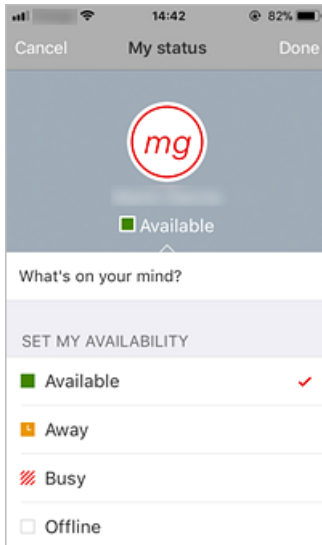 14:42
82%
Cancel My status Done
mg
Available
What's on your mind?
SET MY AVAILABILITY
Available
Away
Busy
Offline